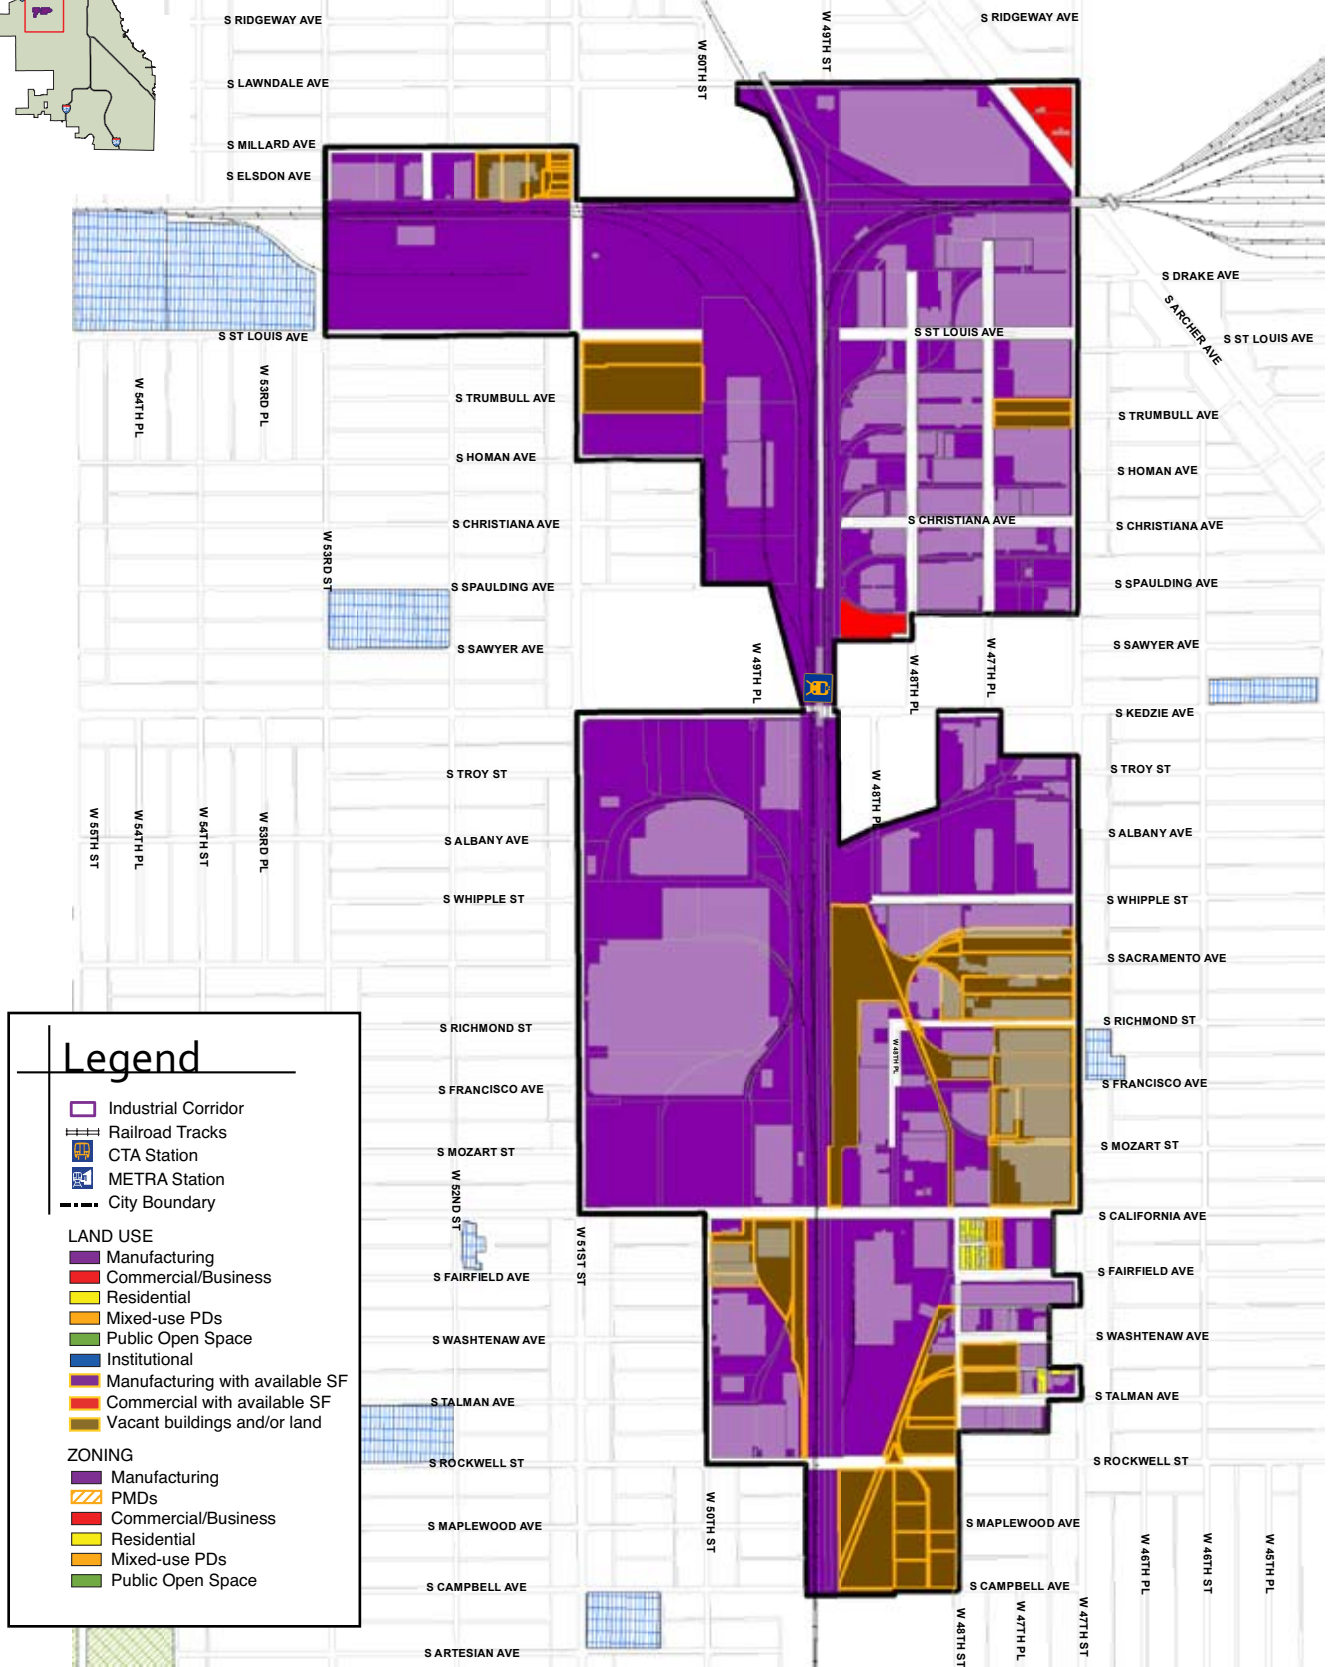 S RIDGEWAY AV
S RIDGEWAY AVE
W 49TH ST
W 50TH ST
S LAWNDALE AVE
S MILLARD AVE
S ELSDON AVE
S DRAKE AVE
S ARCHER AVE
S ST LOUIS AVE
S ST LOUIS AVE
S ST LOUIS AVE
W 54TH PL
W 53RD PL
S TRUMBULL AVE
S TRUMBULL AVE
S HOMAN AVE
S HOMAN AVE
S CHRISTIANA AVE
S CHRISTIANA AVE
S CHRISTIANA AVE
W 53RD ST
S SPAULDING AVE
S SPAULDING AVE
S SAWYER AVE
S SAWYER AVE
W 49TH PL
W 48TH PL
W 47TH PL
S KEDZIE AVE
S TROY ST
S TROY ST
W 48TH PL
W 55TH ST
W 54TH PL
W 54TH ST
W 53RD PL
S ALBANY AVE
S ALBANY AVE
S WHIPPLE ST
S WHIPPLE ST
S SACRAMENTO AVE
S RICHMOND ST
S RICHMOND ST
W 48TH PL
S FRANCISCO AVE
S FRANCISCO AVE
S MOZART ST
S MOZART ST
W 52ND ST
S CALIFORNIA AVE
W 51ST ST
S FAIRFIELD AVE
S FAIRFIELD AVE
S WASHTENAW AVE
S WASHTENAW AVE
S TALMAN AVE
S TALMAN AVE
S ROCKWELL ST
S ROCKWELL ST
W 50TH ST
S MAPLEWOOD AVE
S MAPLEWOOD AVE
W 46TH PL
W 46TH ST
W 45TH PL
S CAMPBELL AVE
S CAMPBELL AVE
W 48TH ST
W 47TH PL
W 47TH ST
S ARTESIAN AVE
Legend
Industrial Corridor
Railroad Tracks
CTA Station
METRA Station
City Boundary
LAND USE
Manufacturing
Commercial/Business
Residential
Mixed-use PDs
Public Open Space
Institutional
Manufacturing with available SF
Commercial with available SF
Vacant buildings and/or land
ZONING
Manufacturing
PMDs
Commercial/Business
Residential
Mixed-use PDs
Public Open Space